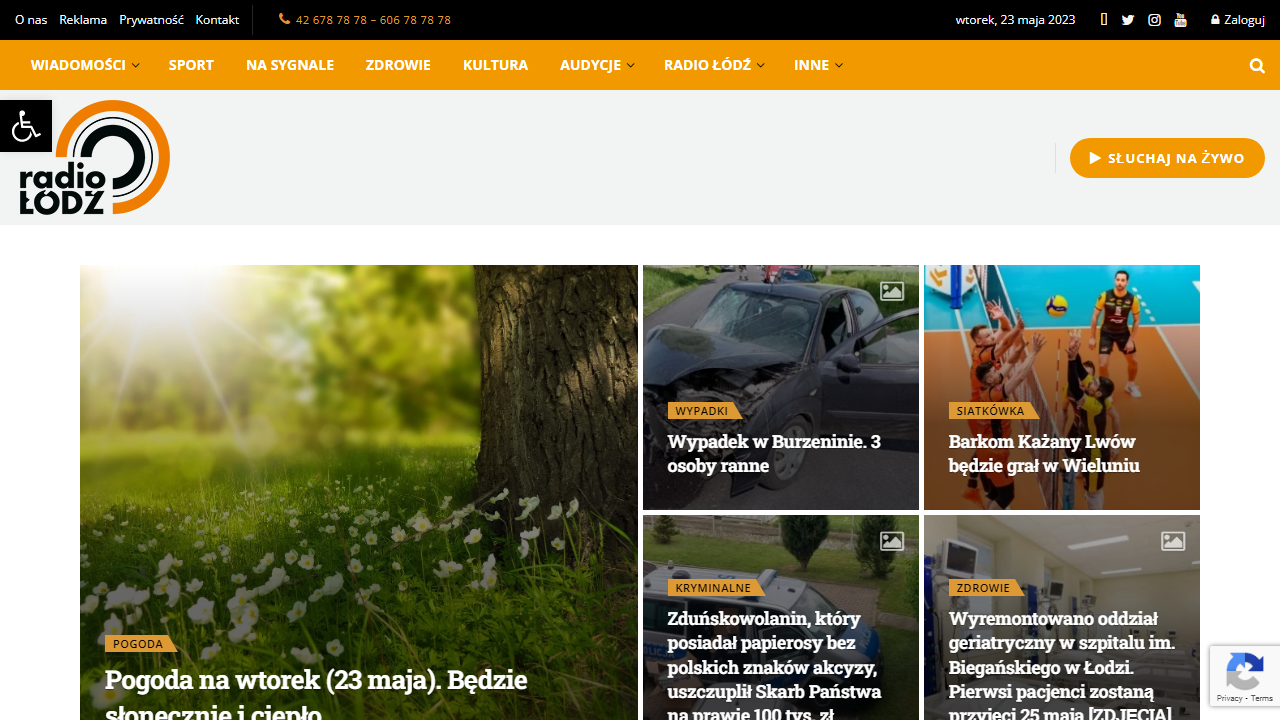 O nas Reklama Prywatność Kontakt 42 678 78 78 – 606 78 78 78 wtorek, 23 maja 2023 You Tube Zaloguj
WIADOMOŚCI SPORT NA SYGNALE ZDROWIE KULTURA AUDYCJE RADIO ŁÓDŹ INNE
radio
ŁÓDŹ
SŁUCHAJ NA ŻYWO
POGODA
Pogoda na wtorek (23 maja). Będzie
słonecznie i ciepło
WYPADKI
Wypadek w Burzeninie. 3
osoby ranne
SIATKÓWKA
Barkom Każany Lwów
będzie grał w Wieluniu
KRYMINALNE
Zduńskowolanin, który
posiadał papierosy bez
polskich znaków akcyzy,
uszczuplił Skarb Państwa
na prawie 100 tys. zł
ZDROWIE
Wyremontowano oddział
geriatryczny w szpitalu im.
Biegańskiego w Łodzi.
Pierwsi pacjenci zostaną
przyjęci 25 maja [ZDJĘCIA]
Privacy - Terms